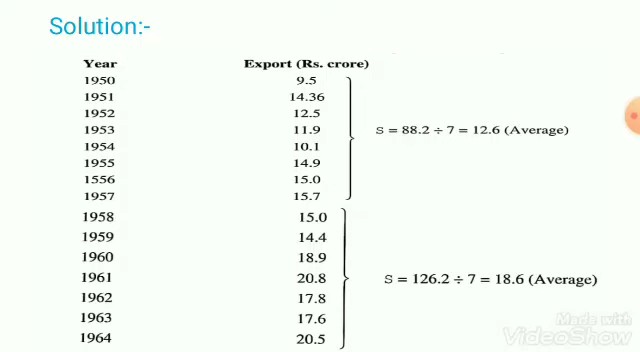 Solution:-
Year Export (Rs. crore)
1950 9.5
1951 14.36
1952 12.5
1953 11.9 S = 88.2 ÷ 7 = 12.6 (Average)
1954 10.1
1955 14.9
1556 15.0
1957 15.7
1958 15.0
1959 14.4
1960 18.9
1961 20.8 S = 126.2 ÷ 7 = 18.6 (Average)
1962 17.8
1963 17.6
1964 20.5
Made with
VideoShow